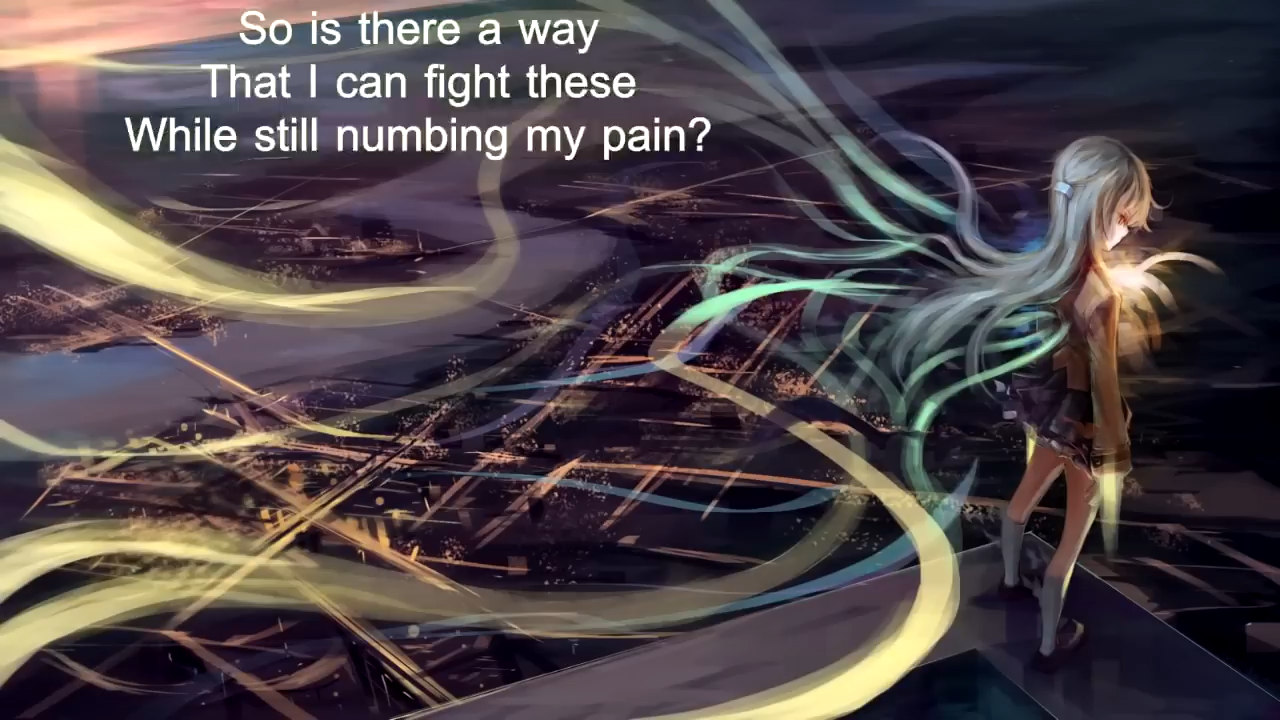 So is there a way
That I can fight these
While still numbing my pain?